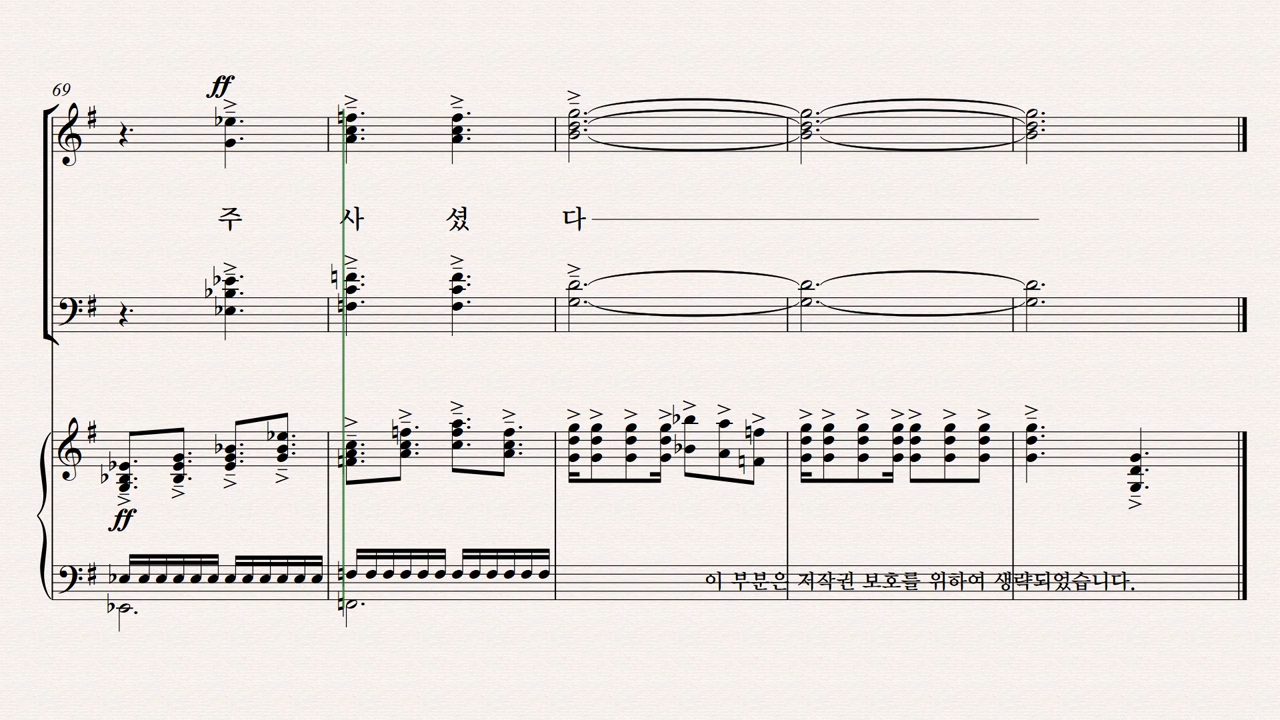 69
ff
주 사 셨 다
ff
이 부분은 저작권 보호를 위하여 생략되었습니다.